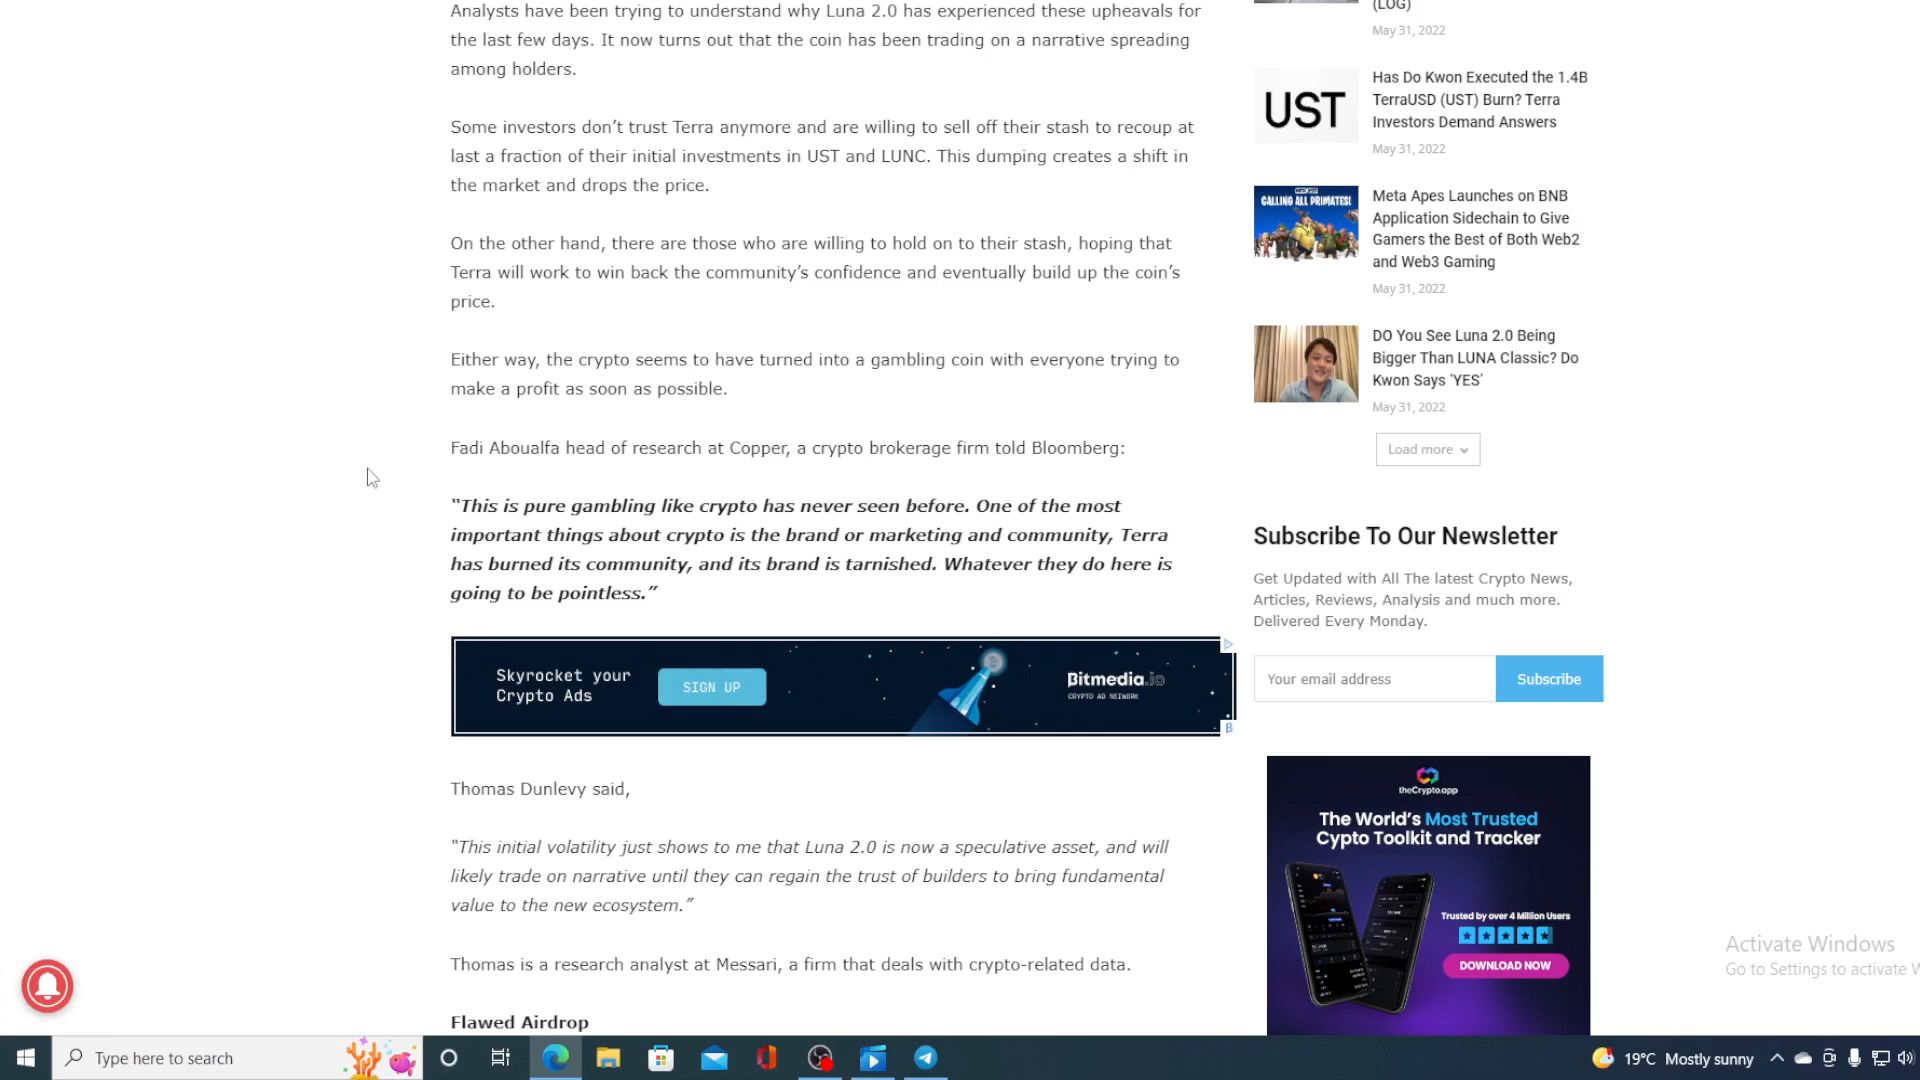 Analysts have been trying to understand why Luna 2.0 has experienced these upheavals for
the last few days. It now turns out that the coin has been trading on a narrative spreading
among holders.
Some investors don’t trust Terra anymore and are willing to sell off their stash to recoup at
last a fraction of their initial investments in UST and LUNC. This dumping creates a shift in
the market and drops the price.
On the other hand, there are those who are willing to hold on to their stash, hoping that
Terra will work to win back the community’s confidence and eventually build up the coin’s
price.
Either way, the crypto seems to have turned into a gambling coin with everyone trying to
make a profit as soon as possible.
Fadi Aboualfa head of research at Copper, a crypto brokerage firm told Bloomberg:
“This is pure gambling like crypto has never seen before. One of the most
important things about crypto is the brand or marketing and community, Terra
has burned its community, and its brand is tarnished. Whatever they do here is
going to be pointless.”
Skyrocket your
Crypto Ads
SIGN UP
Bitmedia.io
CRYPTO AD NETWORK
Thomas Dunlevy said,
“This initial volatility just shows to me that Luna 2.0 is now a speculative asset, and will
likely trade on narrative until they can regain the trust of builders to bring fundamental
value to the new ecosystem.”
Thomas is a research analyst at Messari, a firm that deals with crypto-related data.
Flawed Airdrop
(LOG)
May 31, 2022
UST
Has Do Kwon Executed the 1.4B
TerraUSD (UST) Burn? Terra
Investors Demand Answers
May 31, 2022
CALLING ALL PRIMATES!
Meta Apes Launches on BNB
Application Sidechain to Give
Gamers the Best of Both Web2
and Web3 Gaming
May 31, 2022
DO You See Luna 2.0 Being
Bigger Than LUNA Classic? Do
Kwon Says ‘YES’
May 31, 2022
Load more
Subscribe To Our Newsletter
Get Updated with All The latest Crypto News,
Articles, Reviews, Analysis and much more.
Delivered Every Monday.
Your email address
Subscribe
theCrypto.app
The World’s Most Trusted
Cypto Toolkit and Tracker
Trusted by over 4 Million Users
DOWNLOAD NOW
Activate Windows
Go to Settings to activate W
Type here to search
19°C Mostly sunny